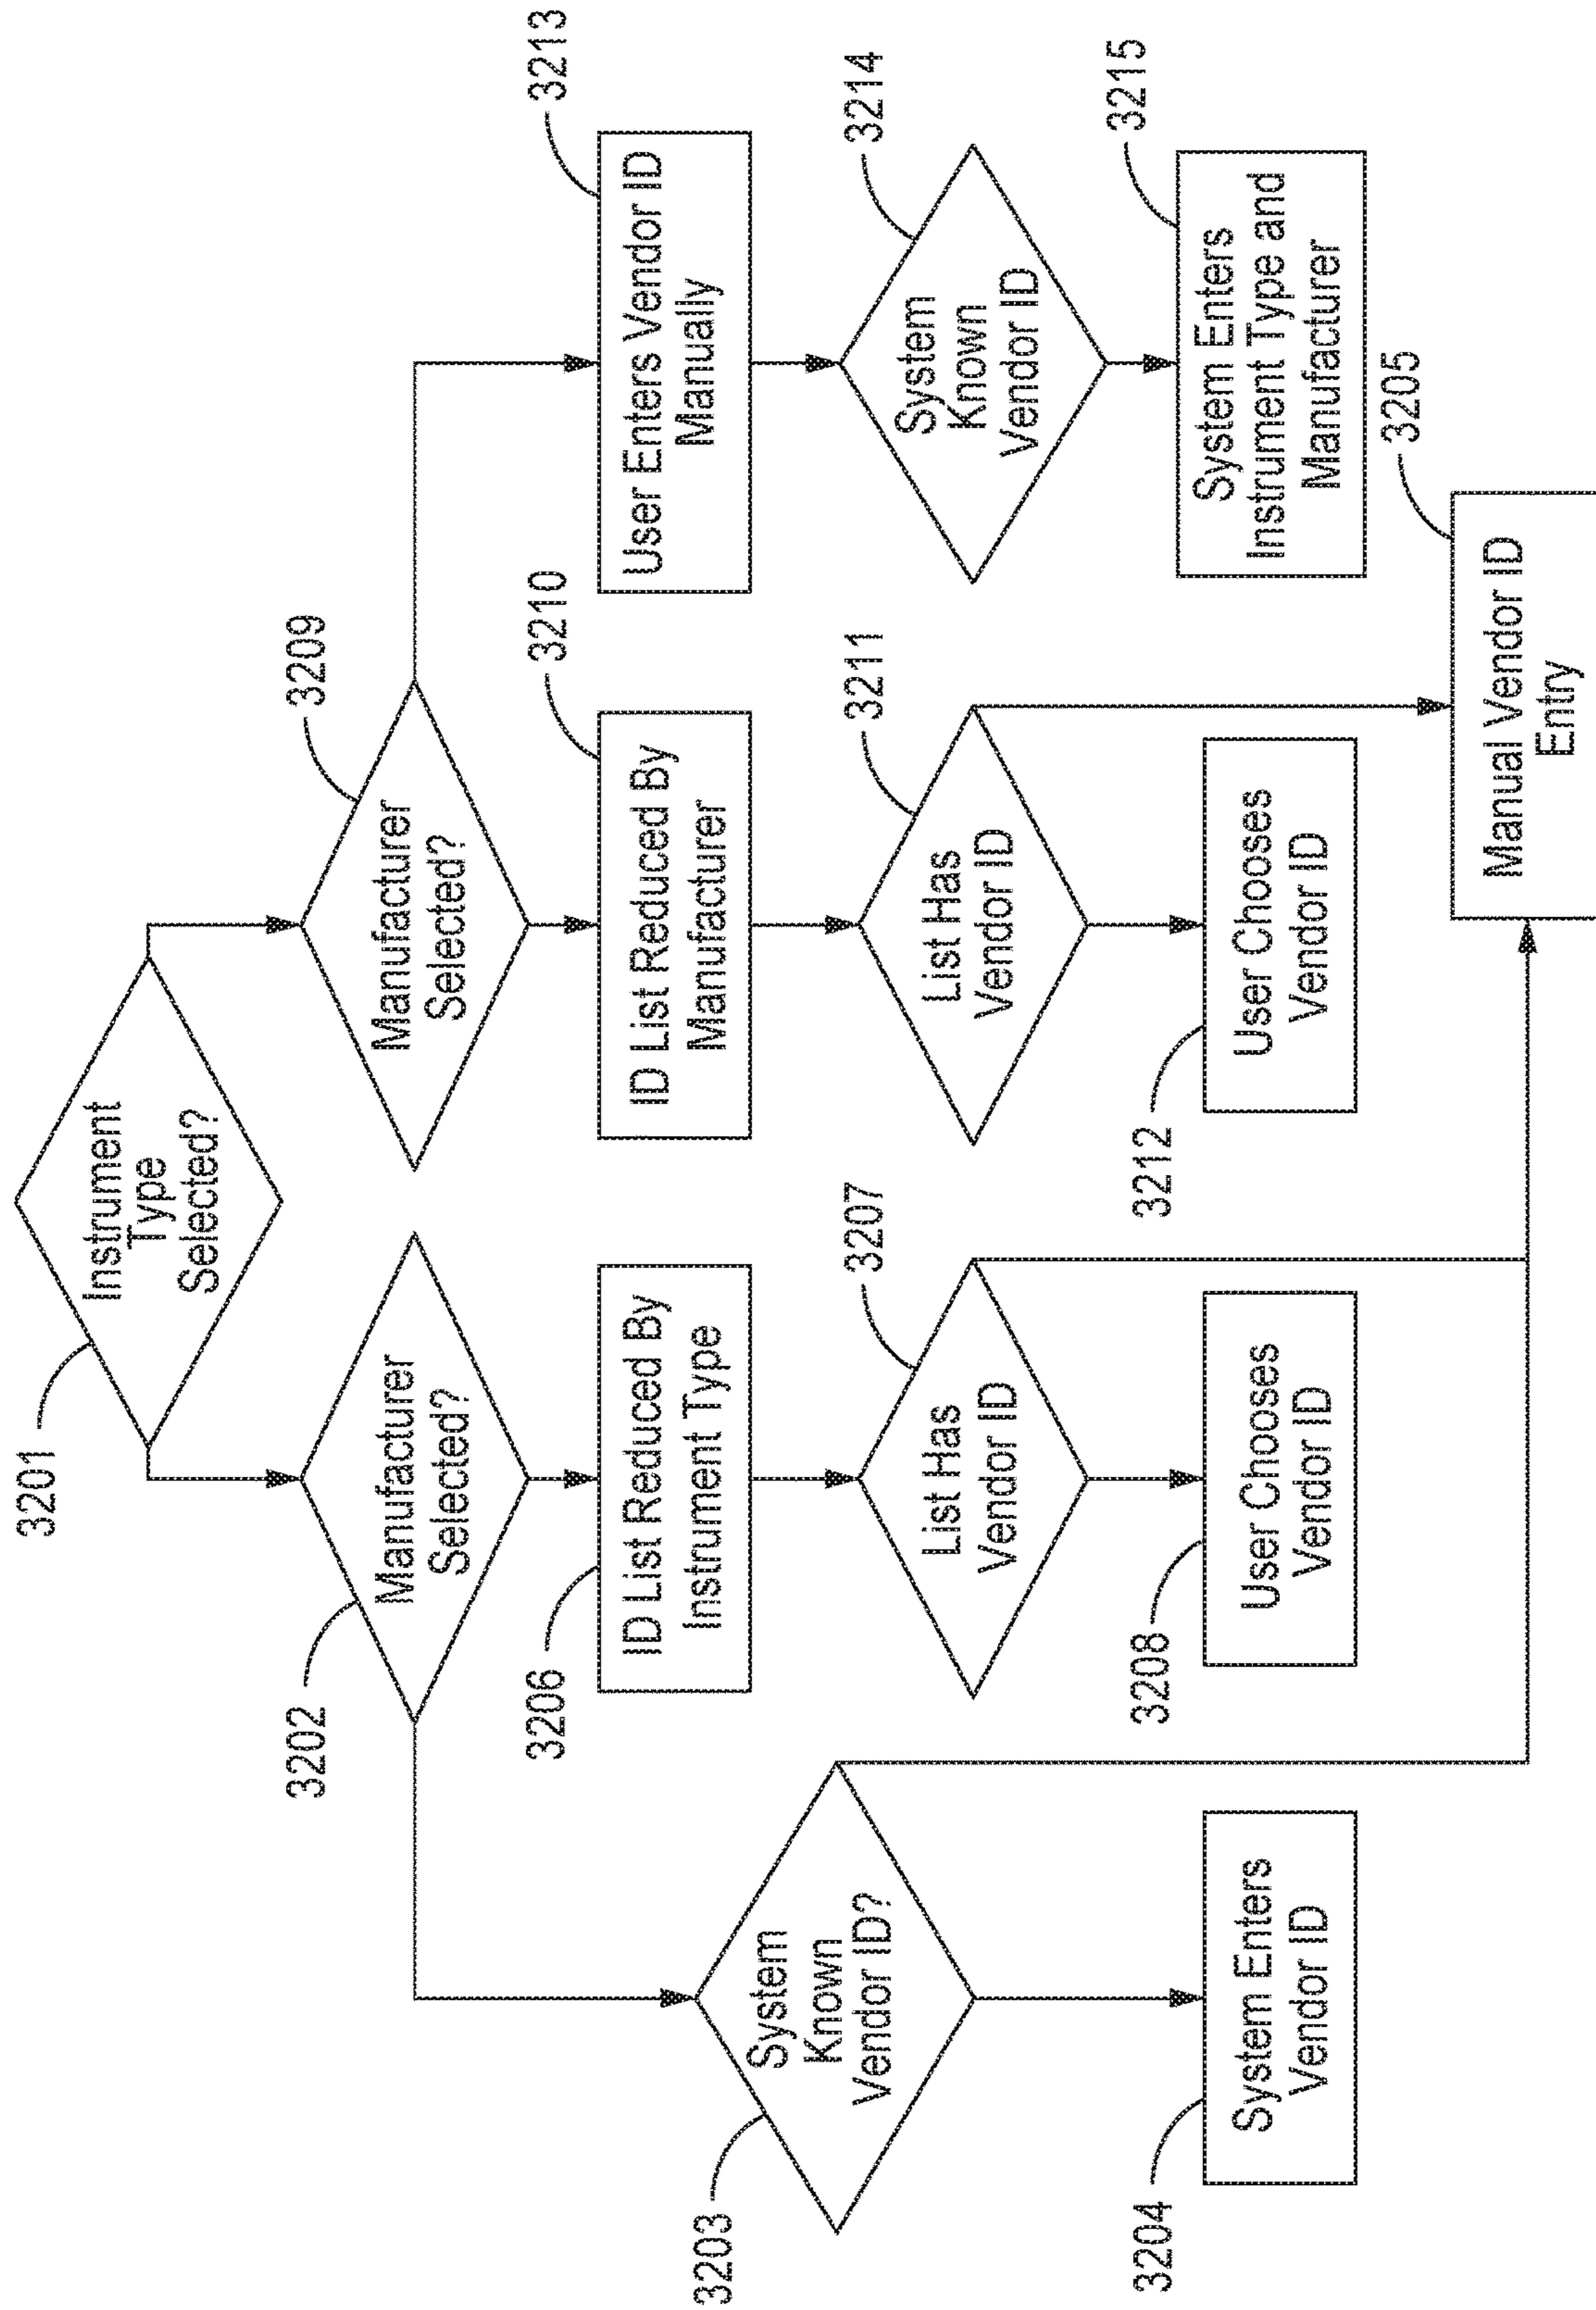 3201
Instrument
Type
Selected?
3202
Manufacturer
Selected?
3209
Manufacturer
Selected?
3206
ID List Reduced By
Instrument Type
3210
ID List Reduced By
Manufacturer
3213
User Enters Vendor ID
Manually
3203
System
Known
Vendor ID?
3207
List Has
Vendor ID
3211
List Has
Vendor ID
3214
System
Known
Vendor ID
3204
System Enters
Vendor ID
3208
User Chooses
Vendor ID
3212
User Chooses
Vendor ID
3215
System Enters
Instrument Type and
Manufacturer
3205
Manual Vendor ID
Entry